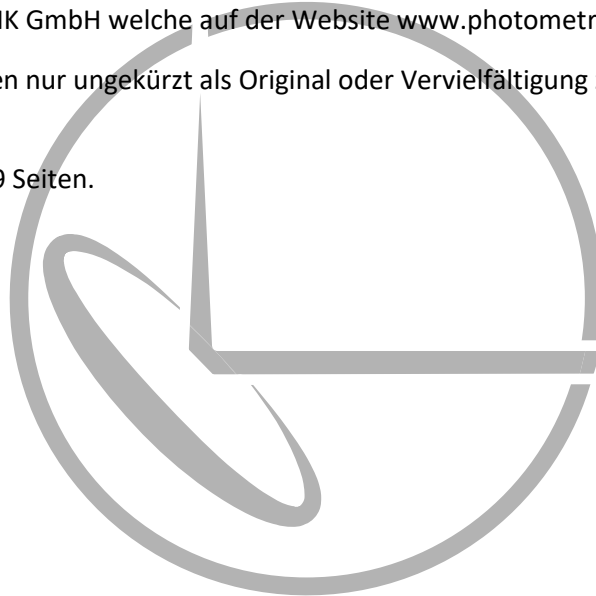 IK GmbH welche auf der Website www.photometr
en nur ungekürzt als Original oder Vervielfältigung
9 Seiten.